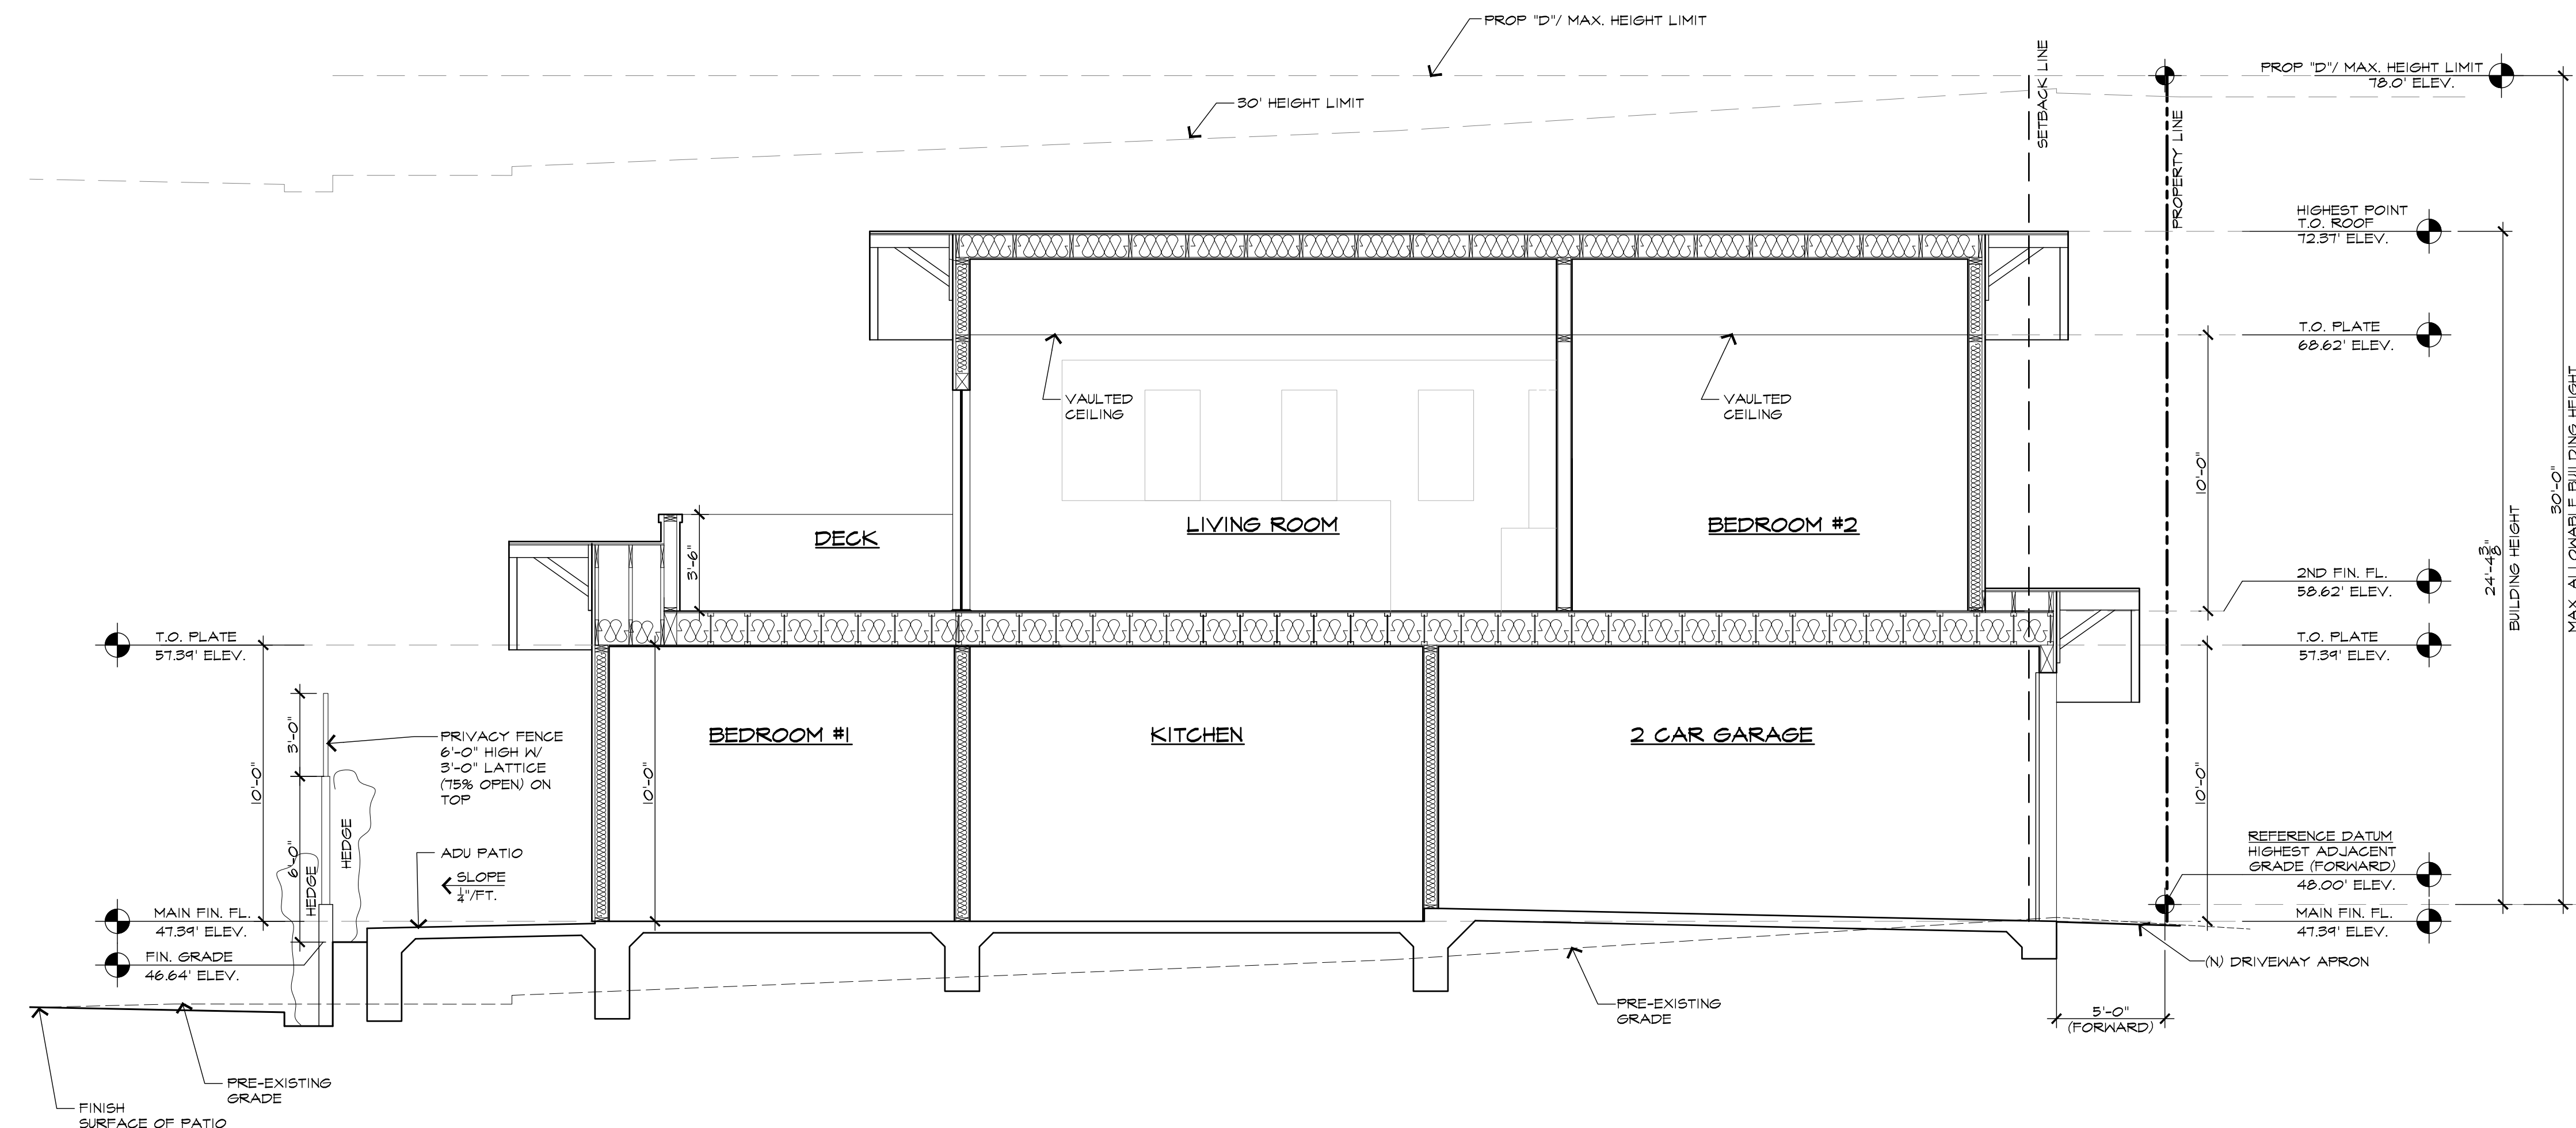 PROP "D"/ MAX. HEIGHT LIMIT
PROP "D"/ MAX. HEIGHT LIMIT
78.0' ELEV.
SETBACK LINE
30' HEIGHT LIMIT
PROPERTY LINE
HIGHEST POINT
T.O. ROOF
72.37' ELEV.
T.O. PLATE
68.62' ELEV.
VAULTED
CEILING
VAULTED
CEILING
10'-0"
30'-0"
MAX. ALLOWABLE BUILDING HEIGHT
24'-4 3/8"
BUILDING HEIGHT
DECK
3'-6"
LIVING ROOM
BEDROOM #2
2ND FIN. FL.
58.62' ELEV.
T.O. PLATE
57.39' ELEV.
T.O. PLATE
57.39' ELEV.
3'-0"
10'-0"
PRIVACY FENCE
6'-0" HIGH W/
3'-0" LATTICE
(75% OPEN) ON
TOP
10'-0"
BEDROOM #1
KITCHEN
2 CAR GARAGE
10'-0"
6'-0"
HEDGE
HEDGE
ADU PATIO
SLOPE
1/4"/FT.
REFERENCE DATUM
HIGHEST ADJACENT
GRADE (FORWARD)
48.00' ELEV.
MAIN FIN. FL.
47.39' ELEV.
MAIN FIN. FL.
47.39' ELEV.
FIN. GRADE
46.64' ELEV.
(N) DRIVEWAY APRON
PRE-EXISTING
GRADE
5'-0"
(FORWARD)
PRE-EXISTING
GRADE
FINISH
SURFACE OF PATIO